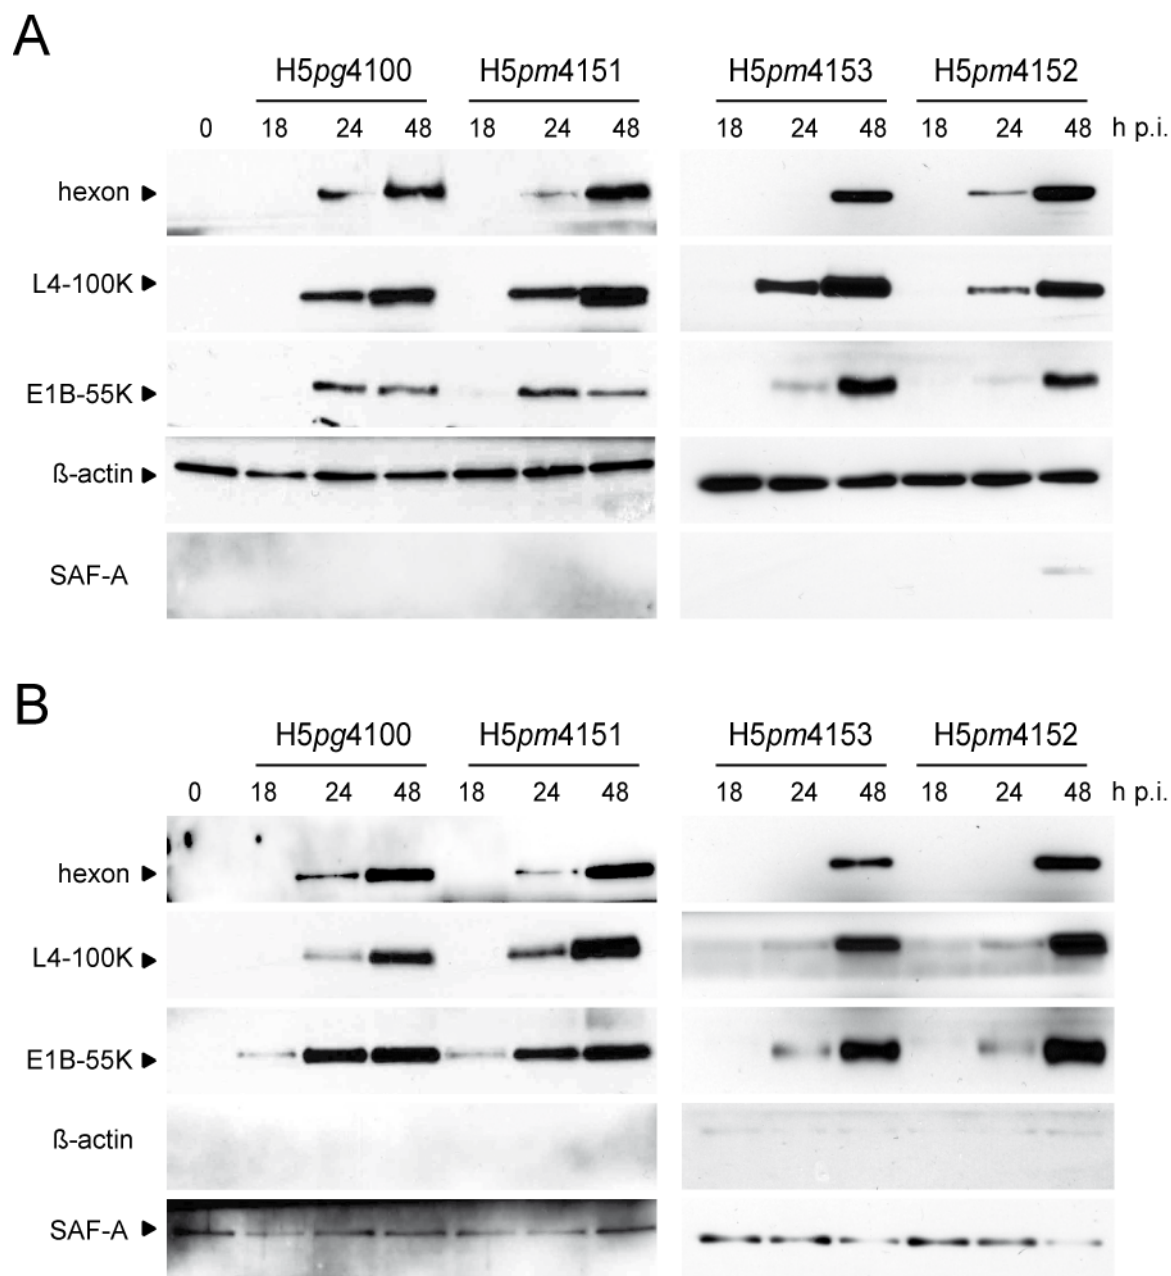 A
H5pg4100 H5pm4151 H5pm4153 H5pm4152
0 18 24 48 18 24 48 18 24 48 18 24 48 h p.i.
hexon
L4-100K
E1B-55K
ß-actin
SAF-A
B
H5pg4100 H5pm4151 H5pm4153 H5pm4152
0 18 24 48 18 24 48 18 24 48 18 24 48 h p.i.
hexon
L4-100K
E1B-55K
ß-actin
SAF-A